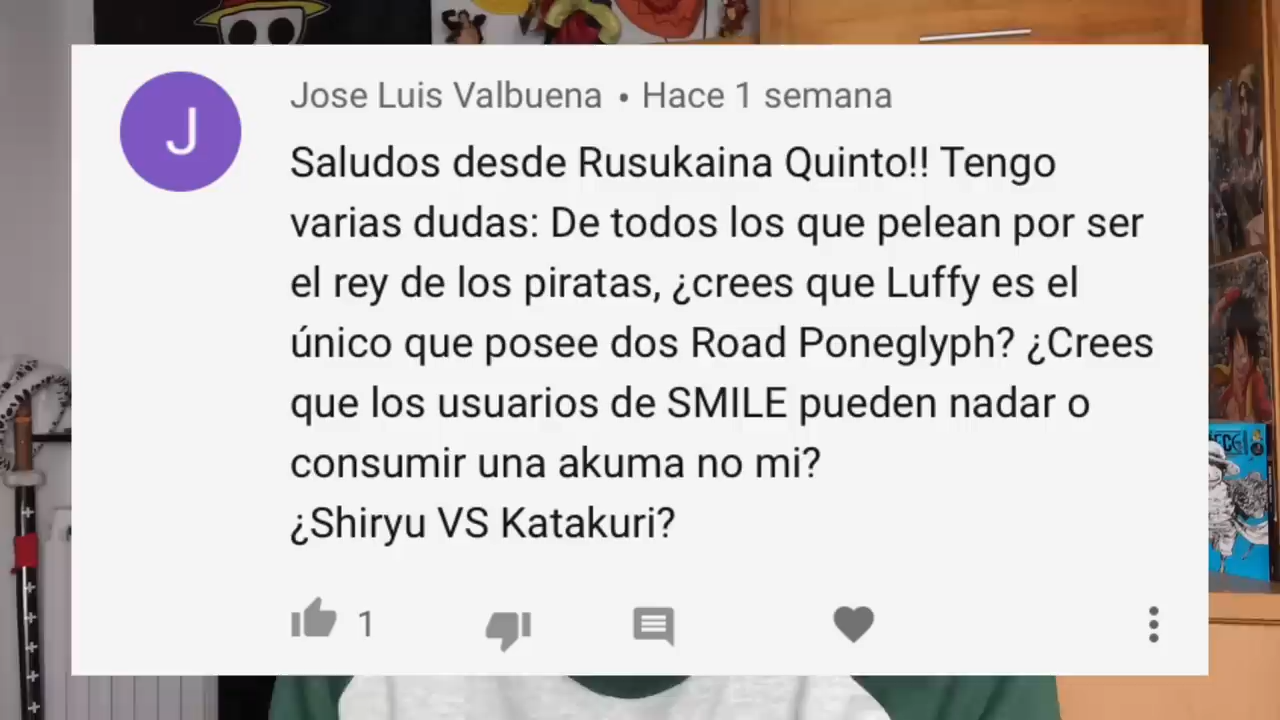 Jose Luis Valbuena • Hace 1 semana
J
Saludos desde Rusukaina Quinto!! Tengo
varias dudas: De todos los que pelean por ser
el rey de los piratas, ¿crees que Luffy es el
único que posee dos Road Poneglyph? ¿Crees
que los usuarios de SMILE pueden nadar o
consumir una akuma no mi?
¿Shiryu VS Katakuri?
1